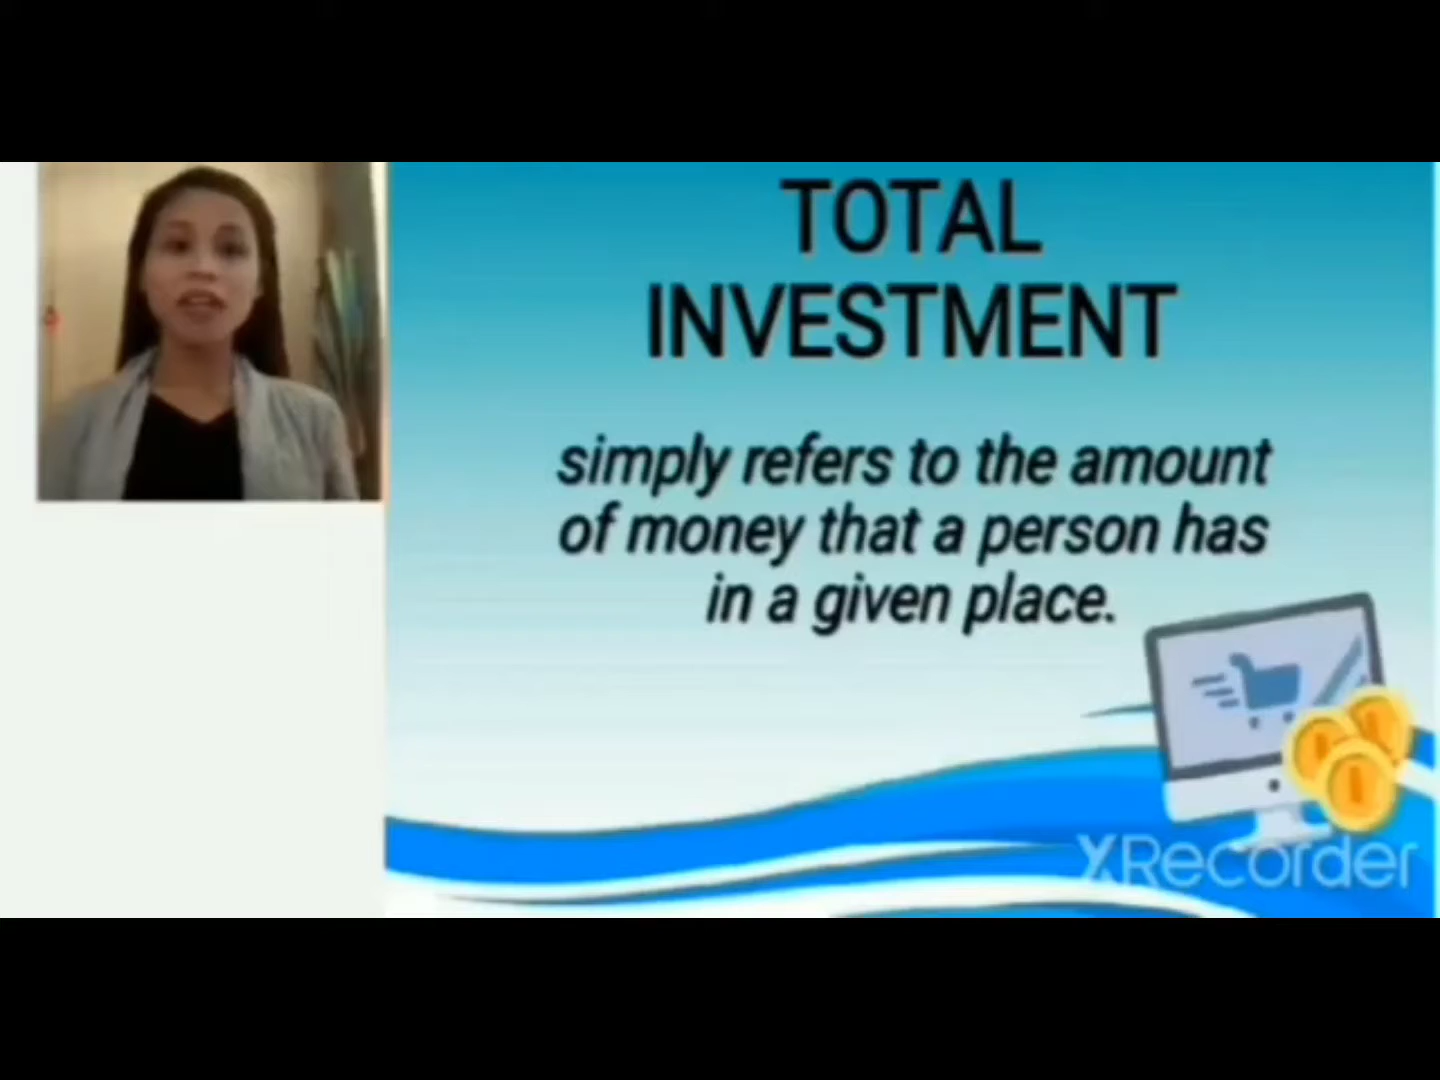 TOTAL
INVESTMENT
simply refers to the amount
of money that a person has
in a given place.
XRecorder